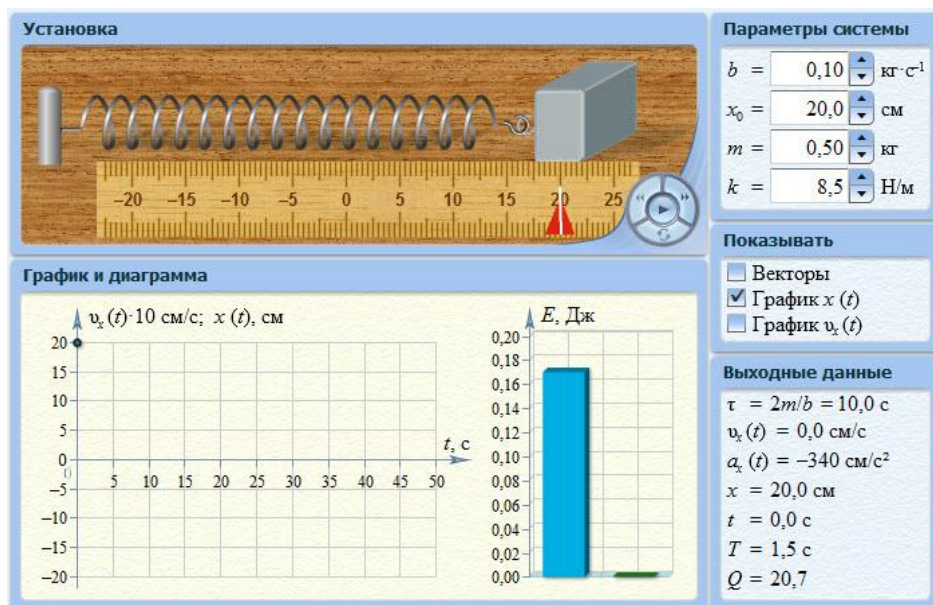 Установка
−20 −15 −10 −5 0 5 10 15 20 25
Параметры системы
b = 0,10 кг·с⁻¹
x₀ = 20,0 см
m = 0,50 кг
k = 8,5 Н/м
Показывать
Векторы
График x (t)
График υₓ (t)
График и диаграмма
υₓ (t)·10 см/с; x (t), см
20
15
10
5
0
0
−5
−10
−15
−20
5 10 15 20 25 30 35 40 45 50
t, с
E, Дж
0,20
0,18
0,16
0,14
0,12
0,10
0,08
0,06
0,04
0,02
0,00
Выходные данные
τ = 2m/b = 10,0 с
υₓ (t) = 0,0 см/с
aₓ (t) = −340 см/с²
x = 20,0 см
t = 0,0 с
T = 1,5 с
Q = 20,7